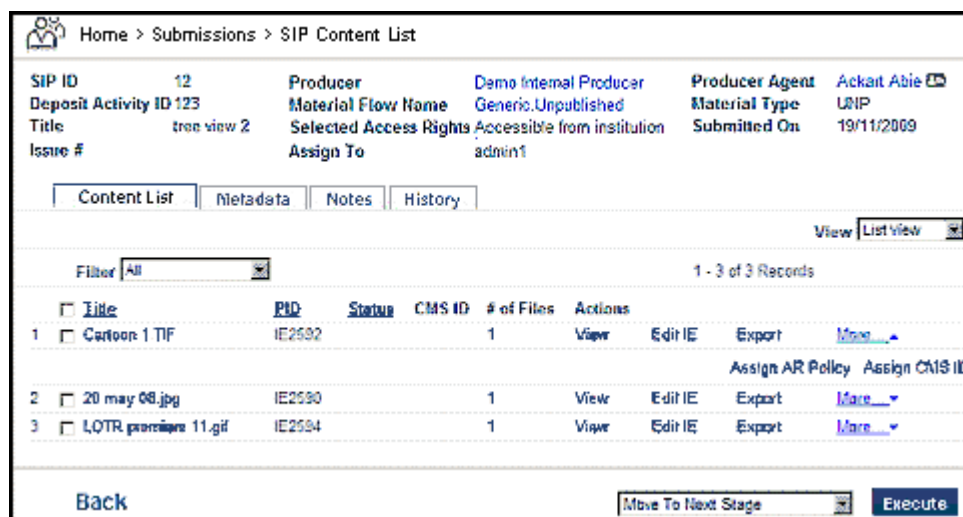 Home > Submissions > SIP Content List
SIP ID 12 Producer Demo Internal Producer Producer Agent Ackart Abie
Deposit Activity ID 123 Material Flow Name Generic.Unpublished Material Type UNP
Title tree view 2 Selected Access Rights Accessible from institution Submitted On 19/11/2009
Issue # Assign To admin1
Content List Metadata Notes History
View List View
Filter All 1 - 3 of 3 Records
Title PID Status CMS ID # of Files Actions
1 Cartoon 1 TIF IE2592 1 View Edit IE Export More...
Assign AR Policy Assign CMS ID
2 20 may 08.jpg IE2590 1 View Edit IE Export More...
3 LOTR premiere 11.gif IE2594 1 View Edit IE Export More...
Back Move To Next Stage Execute